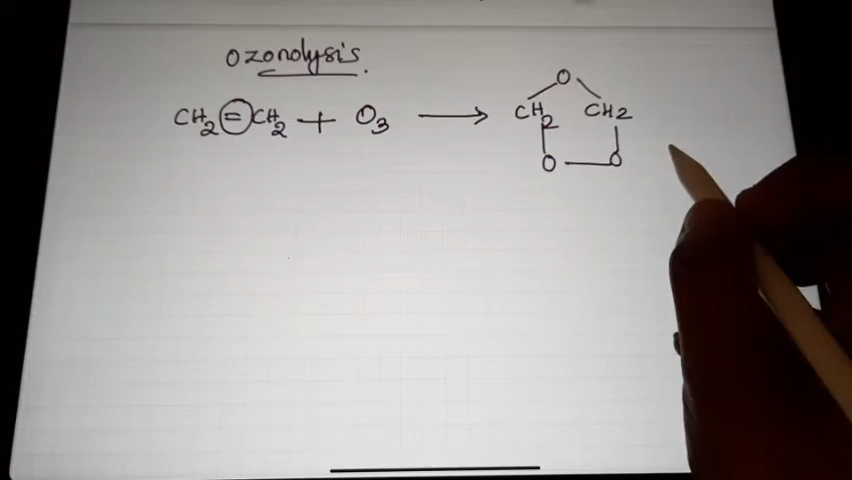 Ozonolysis.
CH2=CH2 + O3 → O
CH2 CH2
O — O